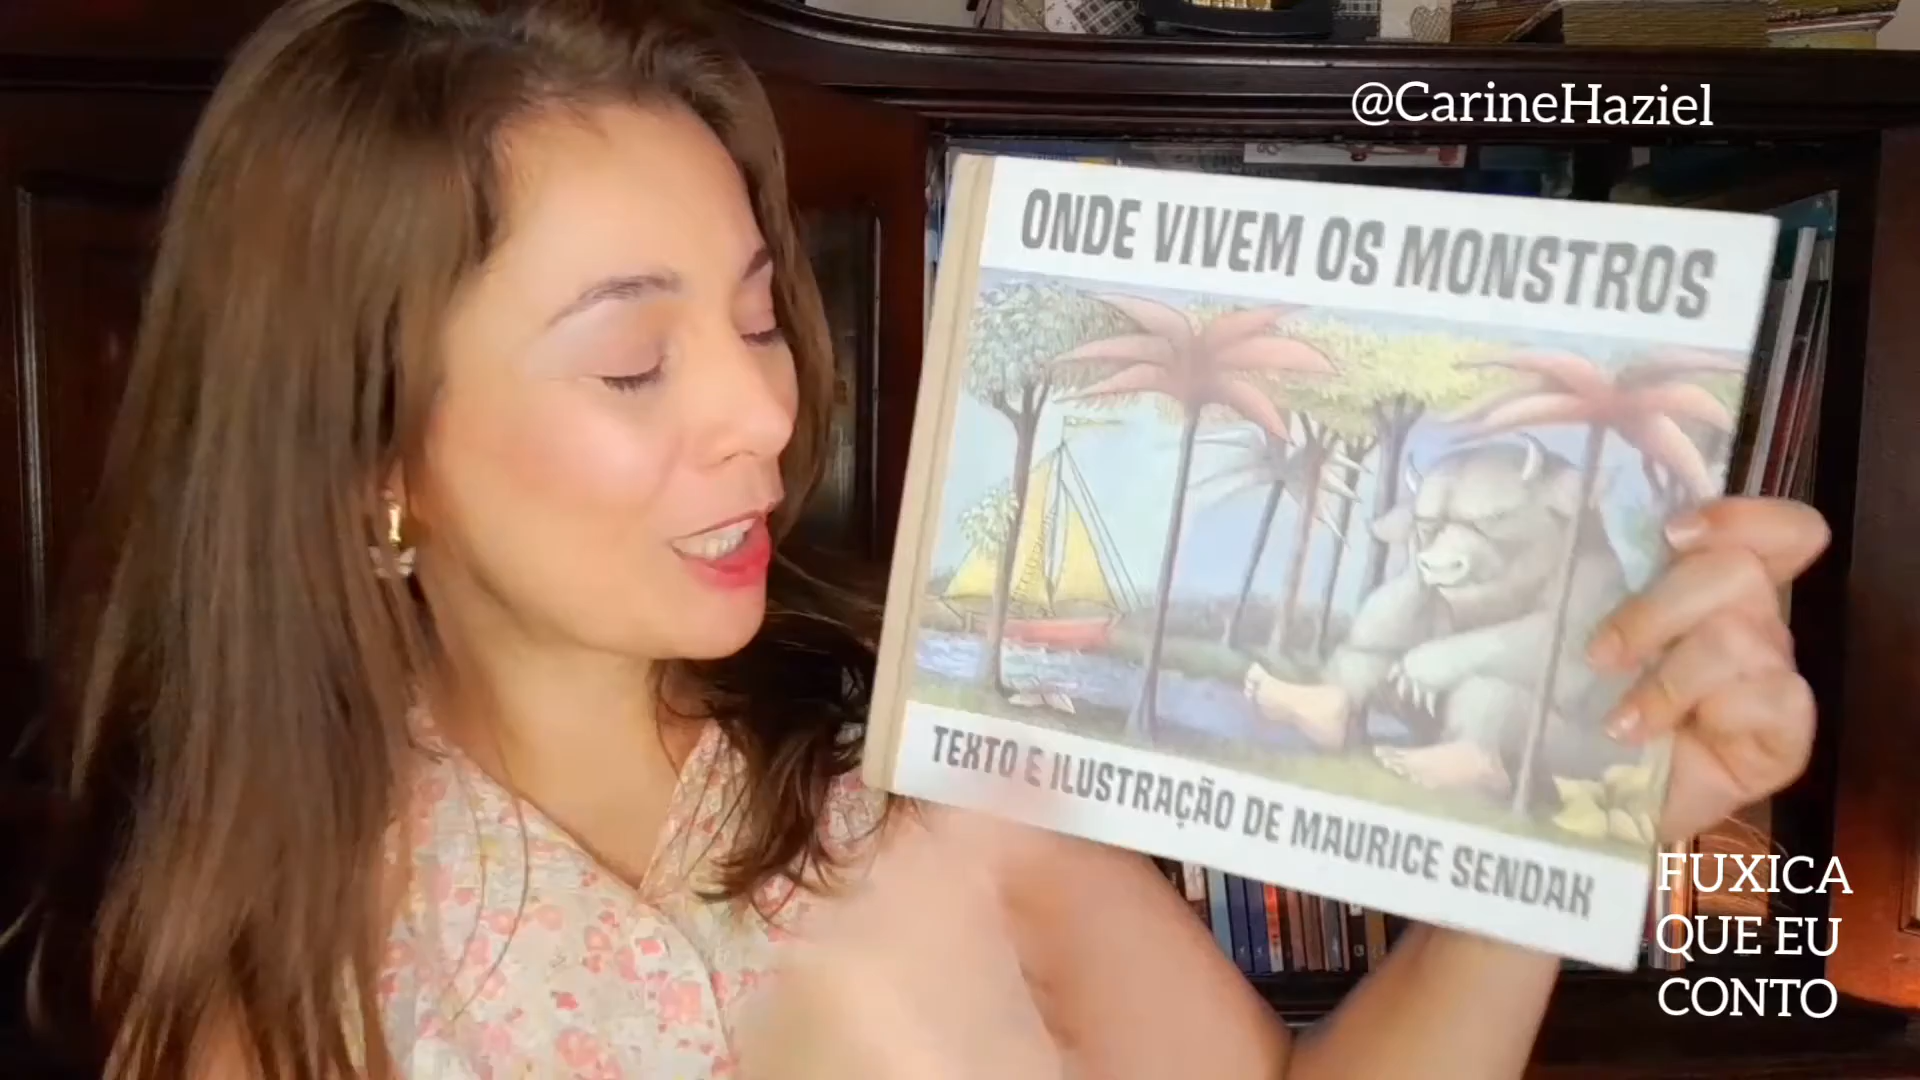 @CarineHaziel
ONDE VIVEM OS MONSTROS
TEXTO E ILUSTRAÇÃO DE MAURICE SENDAK
FUXICA
QUE EU
CONTO